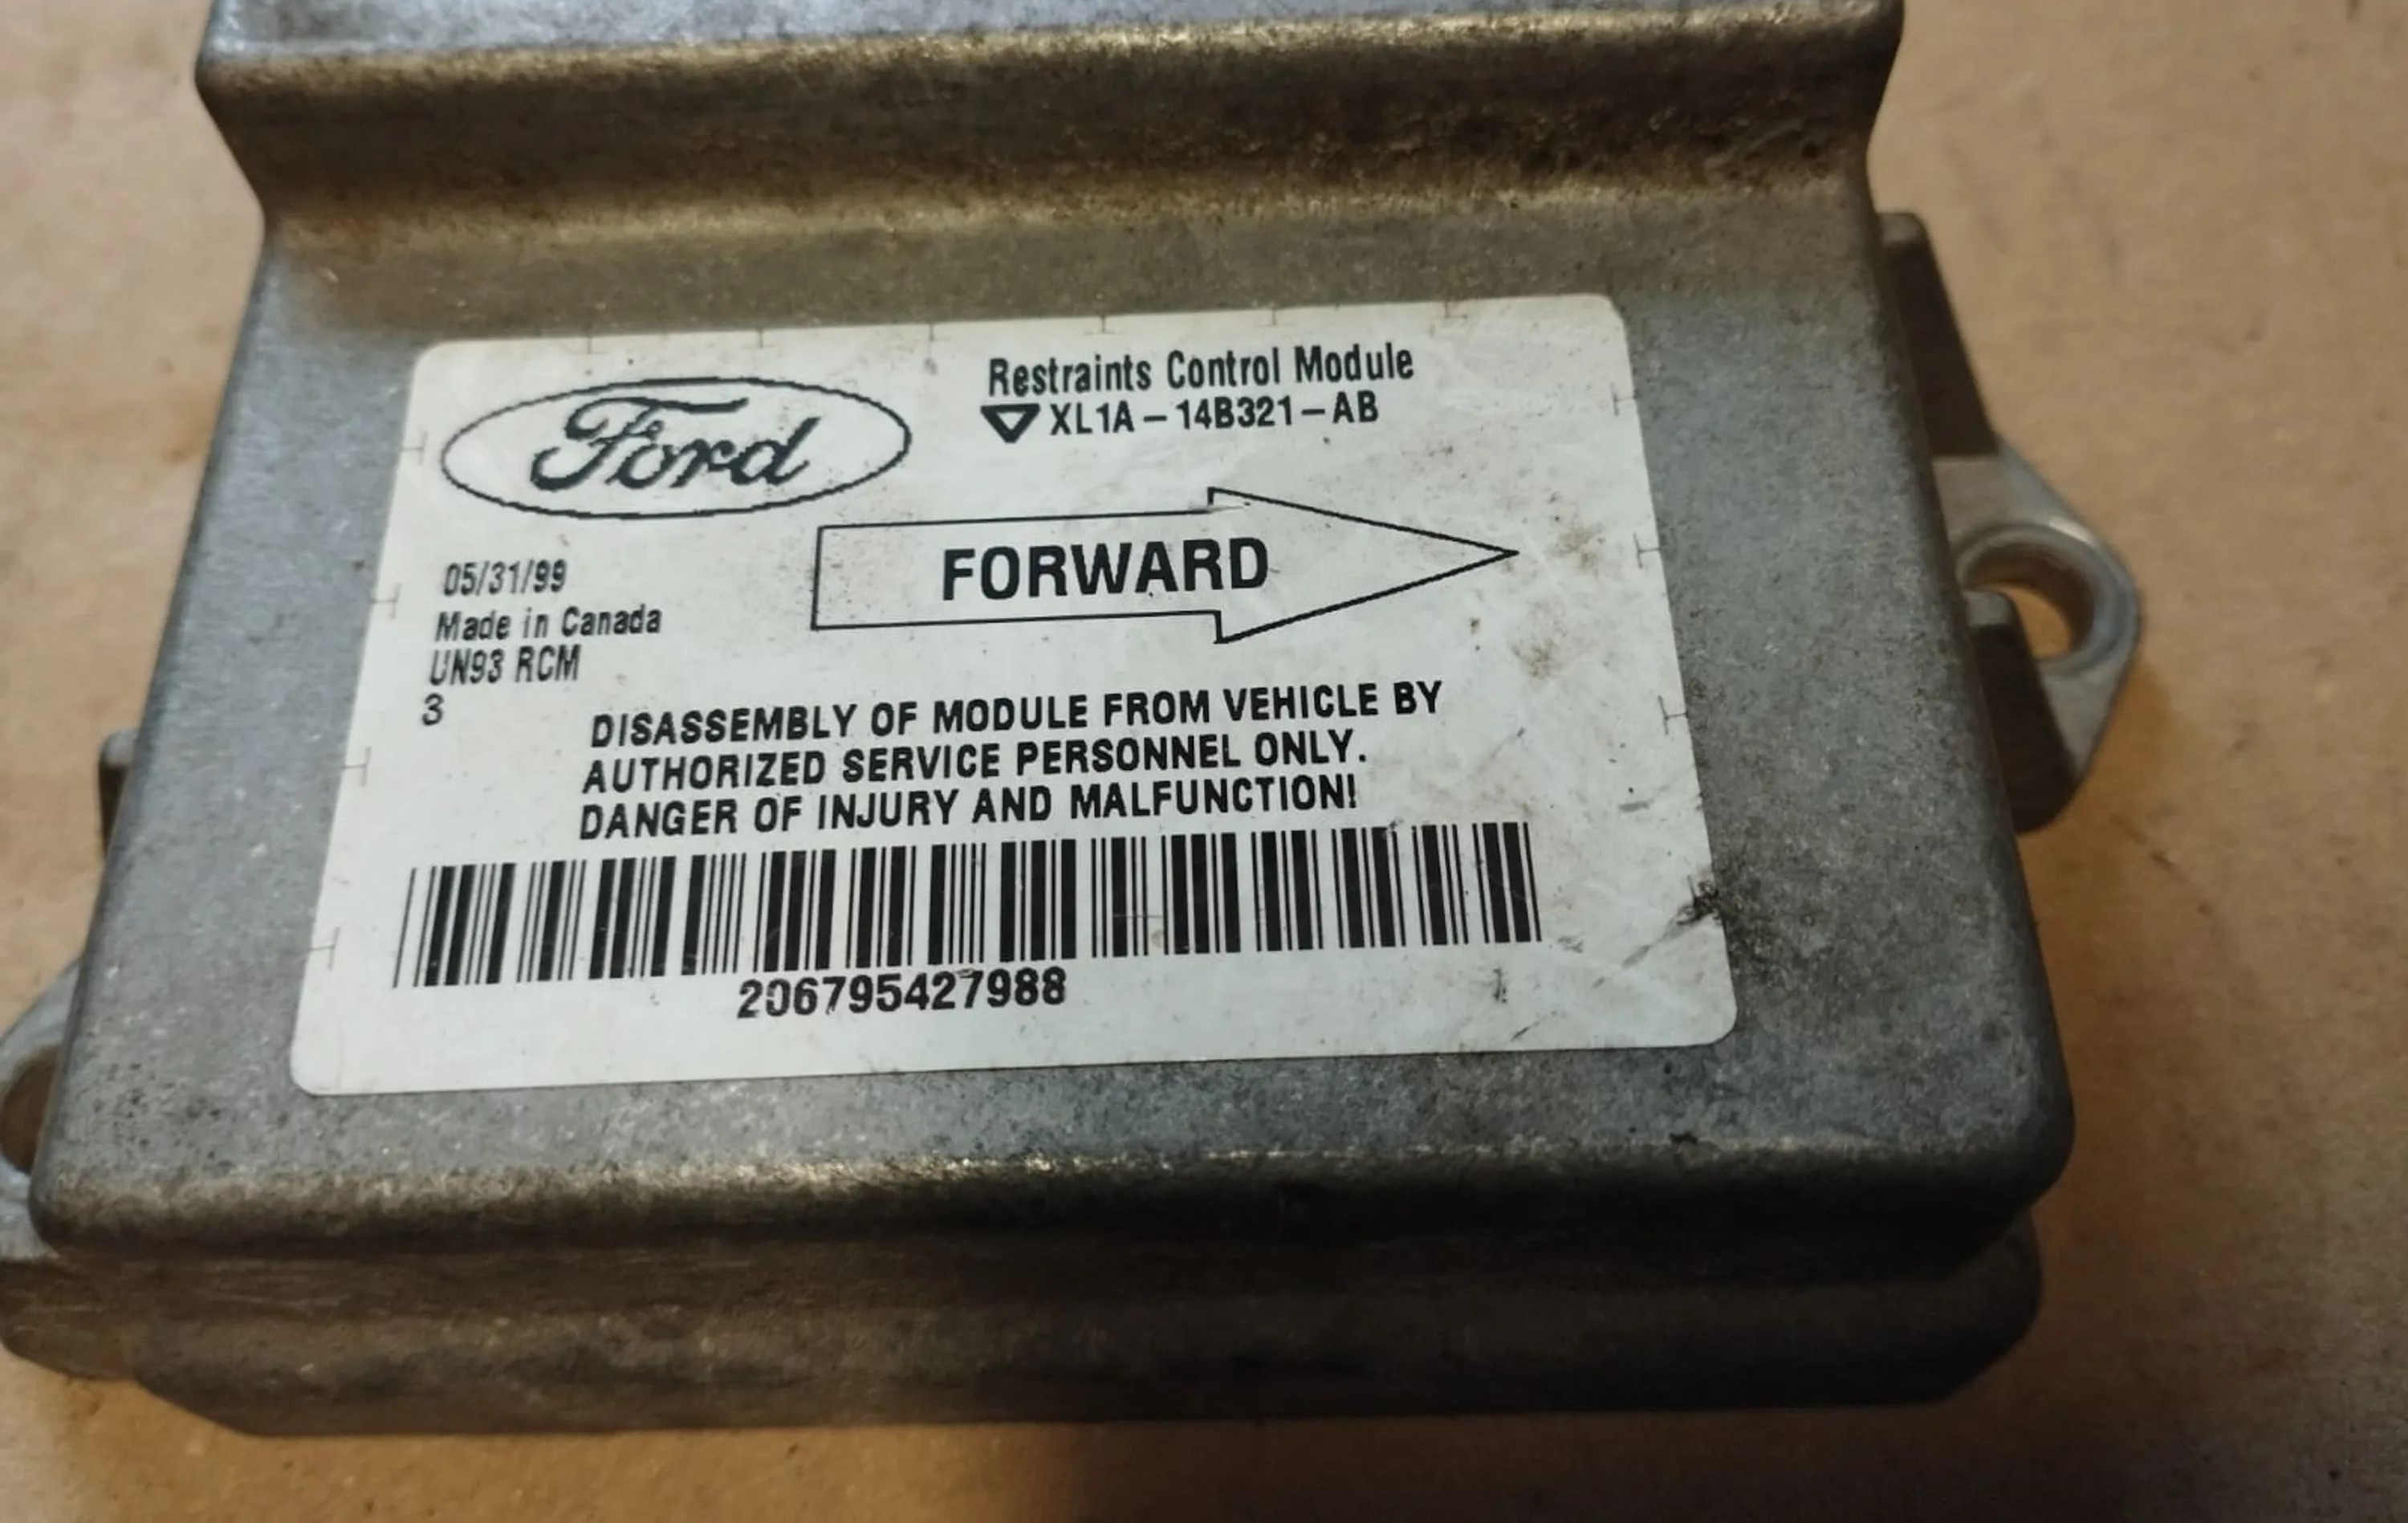 Ford
Restraints Control Module
XL1A-14B321-AB
FORWARD
05/31/99
Made in Canada
UN93 RCM
3
DISASSEMBLY OF MODULE FROM VEHICLE BY
AUTHORIZED SERVICE PERSONNEL ONLY.
DANGER OF INJURY AND MALFUNCTION!
206795427988